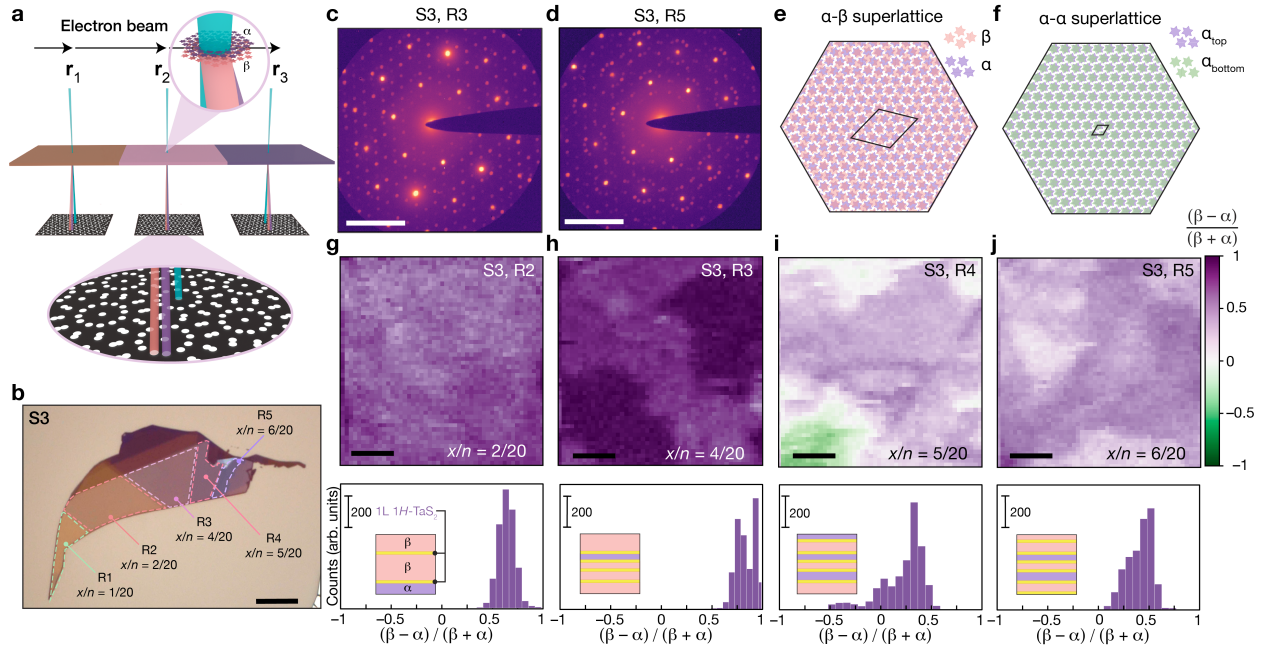 a
Electron beam
α
β
r1
r2
r3
b
S3
R5
x/n = 6/20
R3
x/n = 4/20
R4
x/n = 5/20
R2
x/n = 2/20
R1
x/n = 1/20
c
S3, R3
d
S3, R5
e
α-β superlattice
β
α
f
α-α superlattice
αtop
αbottom
g
S3, R2
x/n = 2/20
h
S3, R3
x/n = 4/20
i
S3, R4
x/n = 5/20
j
S3, R5
x/n = 6/20
(β − α)
(β + α)
1
0.5
0
−0.5
−1
Counts (arb. units)
200
1L 1H-TaS2
β
β
α
−1 −0.5 0 0.5 1
(β − α) / (β + α)
200
−1 −0.5 0 0.5 1
(β − α) / (β + α)
200
−1 −0.5 0 0.5 1
(β − α) / (β + α)
200
−1 −0.5 0 0.5 1
(β − α) / (β + α)